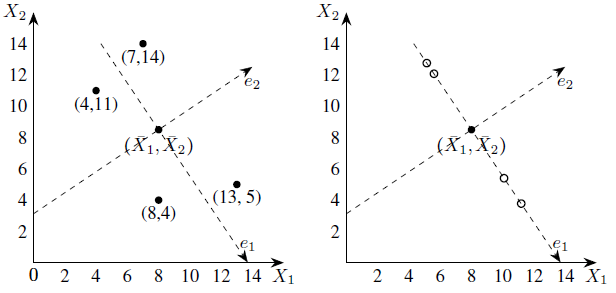 X₂
14
12
10
8
6
4
2
0 2 4 6 8 10 12 14 X₁
(7,14)
(4,11)
e₂
(X̄₁, X̄₂)
(13, 5)
(8,4)
e₁
X₂
14
12
10
8
6
4
2
2 4 6 8 10 12 14 X₁
e₂
(X̄₁, X̄₂)
e₁